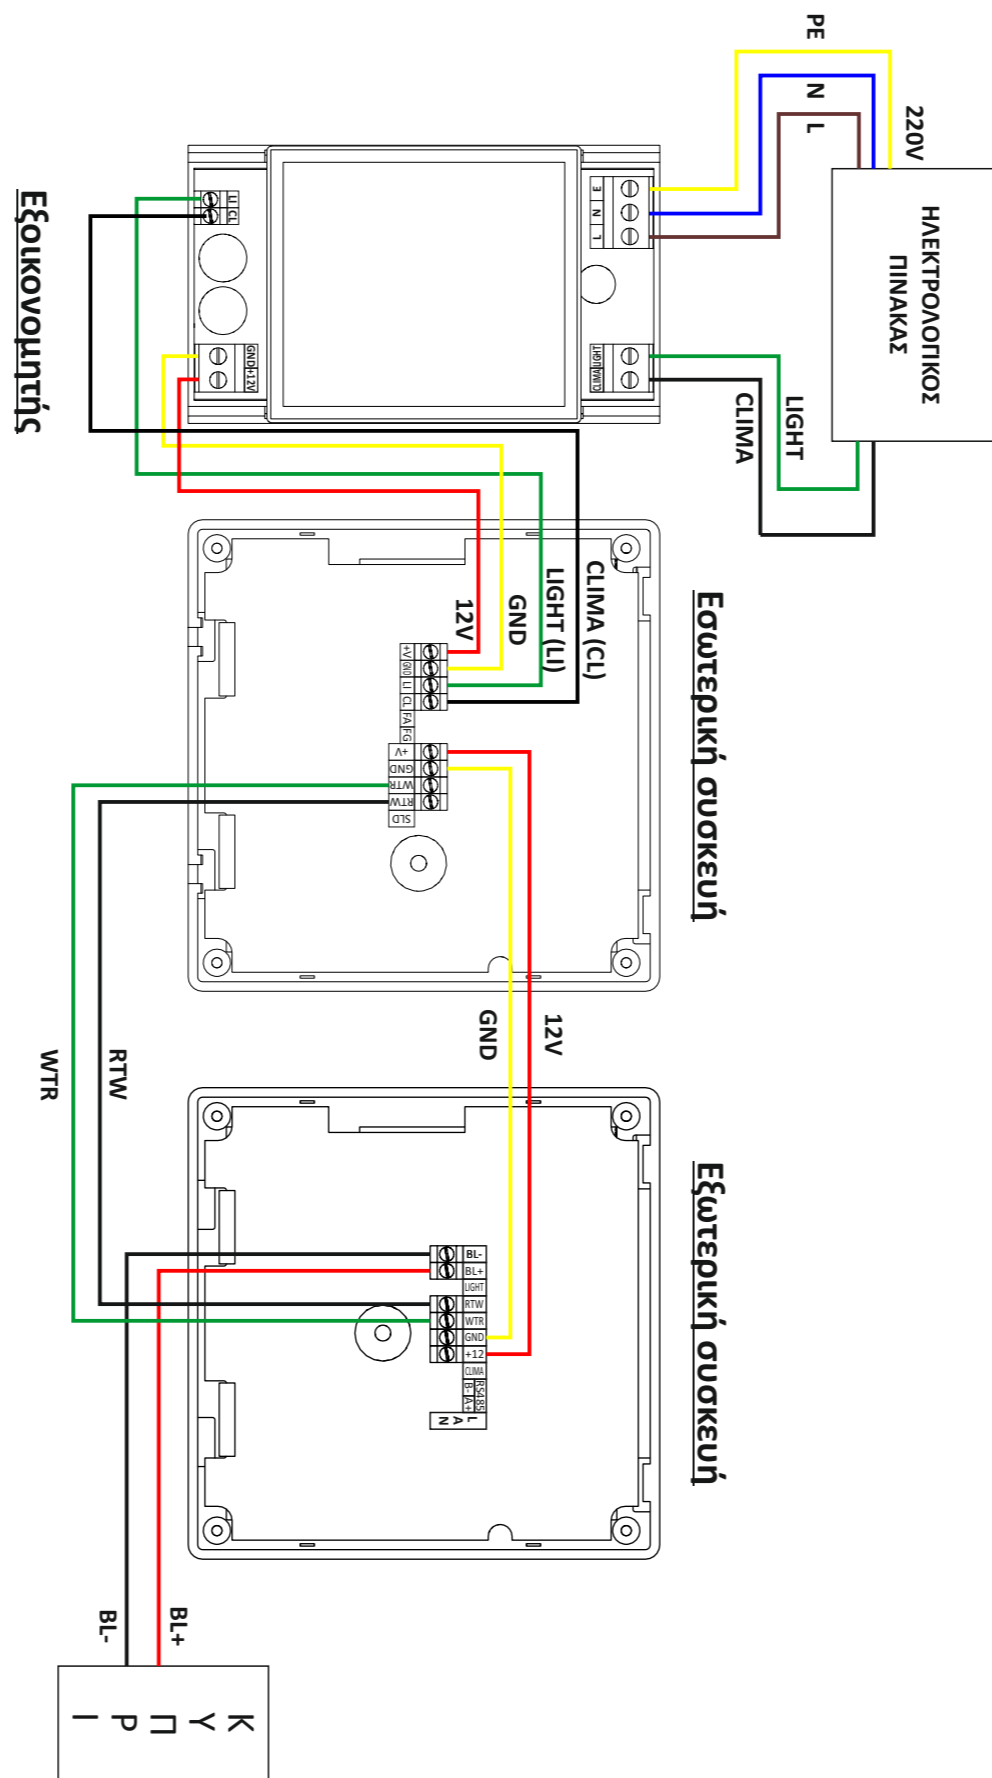 ΗΛΕΚΤΡΟΛΟΓΙΚΟΣ
ΠΙΝΑΚΑΣ
220V
PE
N
L
LIGHT
CLIMA
E
N
L
LIGHT
CLIMA
LI
CL
GND
+12V
Εξοικονομητής
Εσωτερική συσκευή
CLIMA (CL)
LIGHT (LI)
GND
12V
+V
GND
LI
CL
FA
FG
+V
GND
WTR
RTW
SLD
12V
GND
RTW
WTR
Εξωτερική συσκευή
BL-
BL+
LIGHT
RTW
WTR
GND
+12
CLIMA
RS485
B-
A+
L A N
BL+
BL-
Κ
Υ
Π
Ρ
Ι